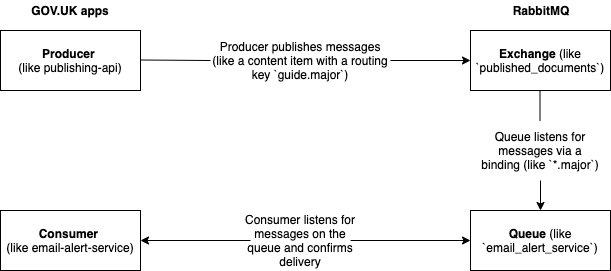 GOV.UK apps
RabbitMQ
Producer
(like publishing-api)
Producer publishes messages
(like a content item with a routing
key `guide.major`)
Exchange (like
`published_documents`)
Queue listens for
messages via a
binding (like `*.major`)
Consumer
(like email-alert-service)
Consumer listens for
messages on the
queue and confirms
delivery
Queue (like
`email_alert_service`)